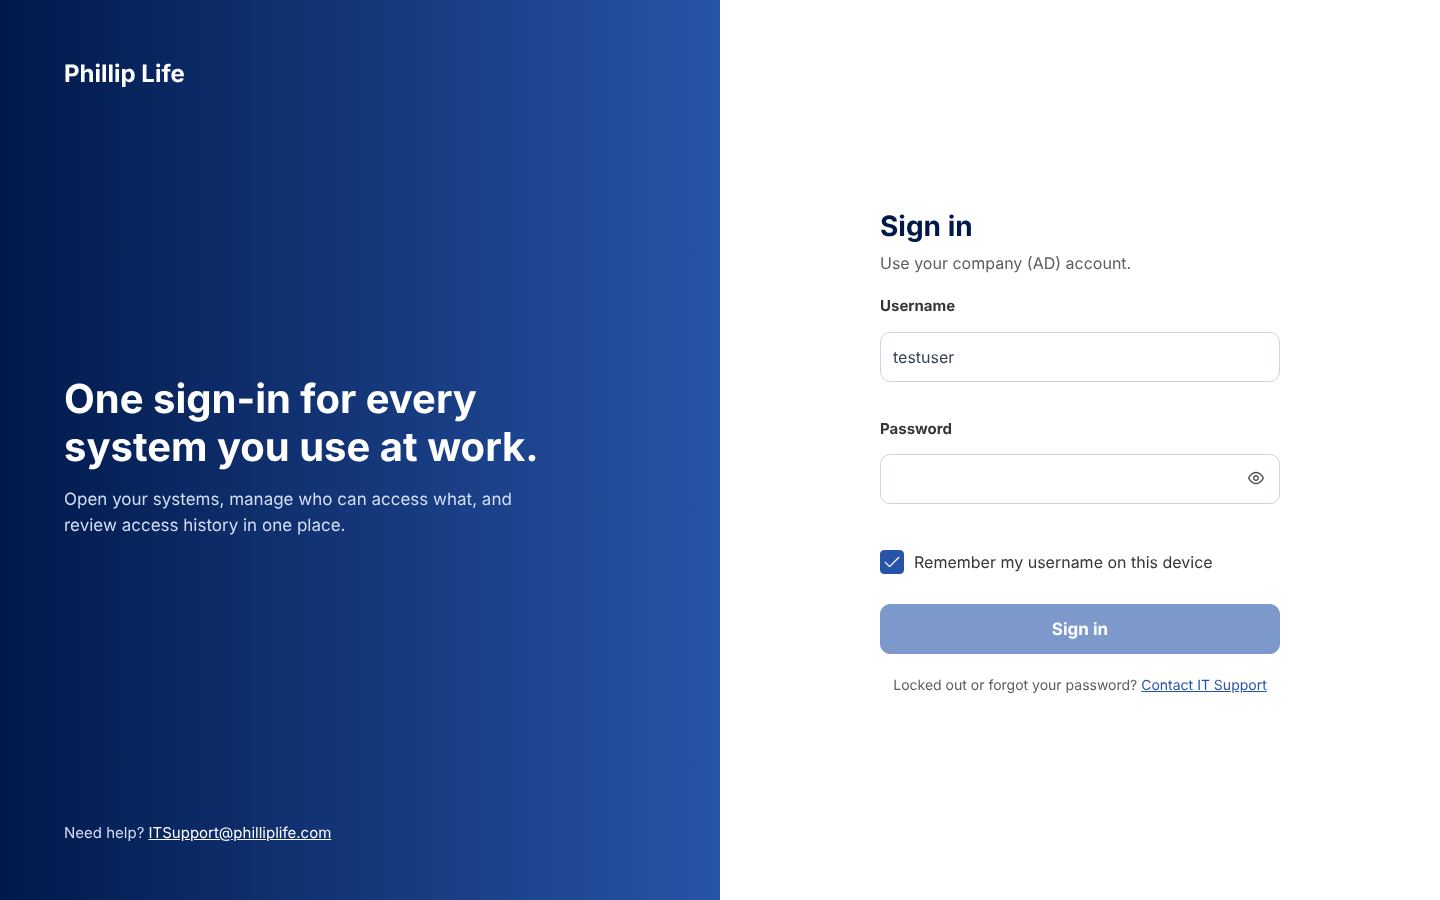 Phillip Life
One sign-in for every
system you use at work.
Open your systems, manage who can access what, and
review access history in one place.
Need help? ITSupport@philliplife.com
Sign in
Use your company (AD) account.
Username
testuser
Password
Remember my username on this device
Sign in
Locked out or forgot your password? Contact IT Support